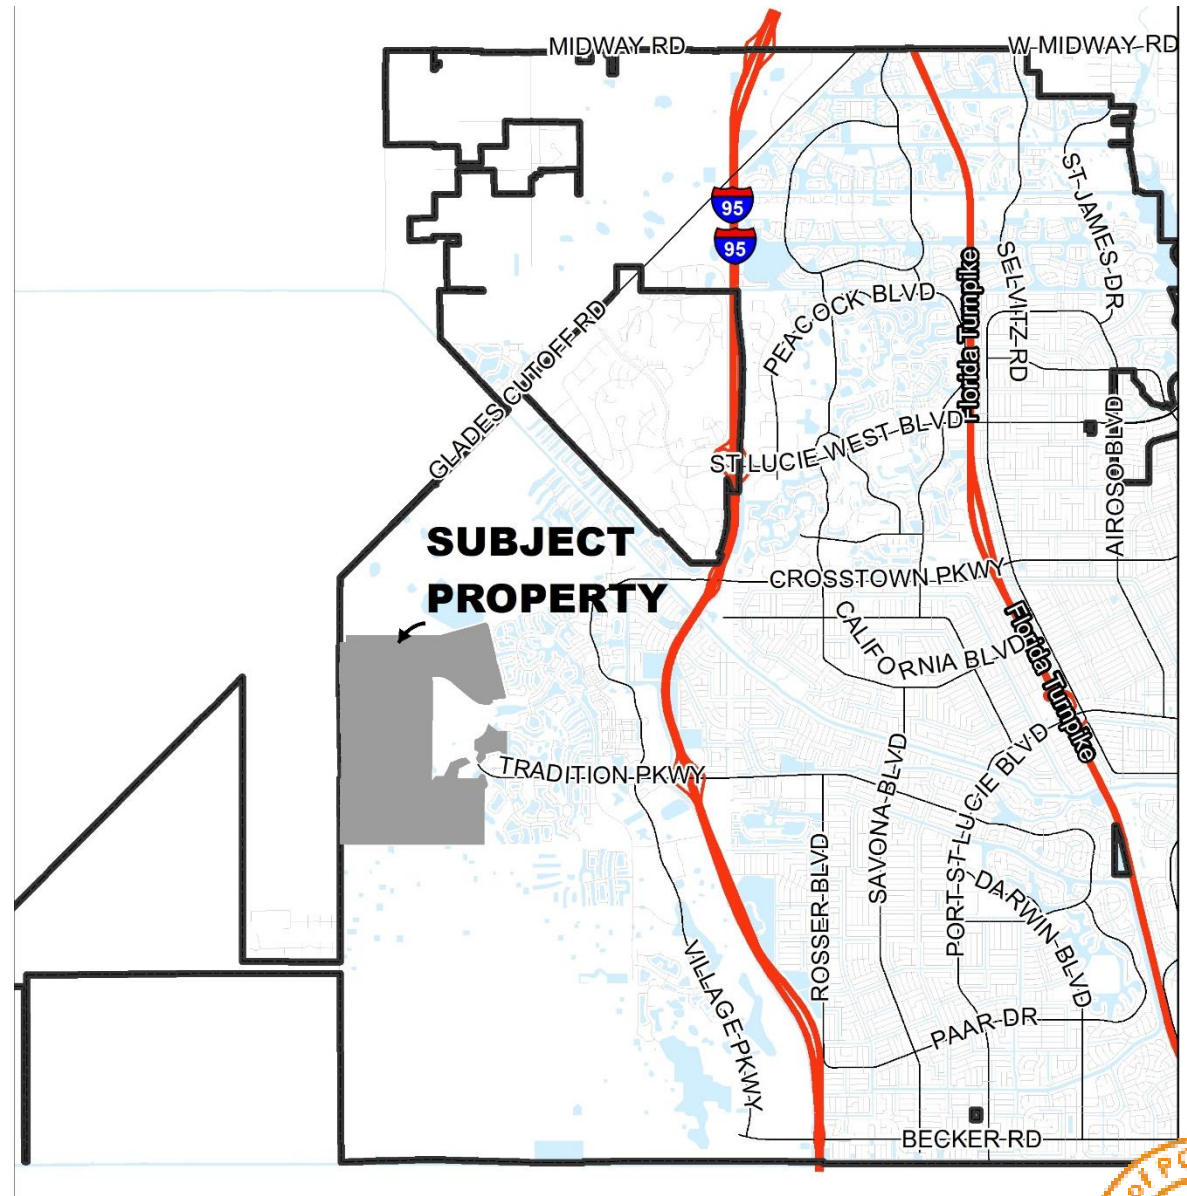 MIDWAY RD
W MIDWAY RD
ST JAMES DR
95
95
SELVITZ RD
Florida Turnpike
PEACOCK BLVD
GLADES CUTOFF RD
ST LUCIE WEST BLVD
AIROSO BLVD
SUBJECT
PROPERTY
CROSSTOWN PKWY
CALIFORNIA BLVD
Florida Turnpike
TRADITION PKWY
SAVONA BLVD
PORT ST LUCIE BLVD
ROSSER BLVD
DARWIN BLVD
VILLAGE PKWY
PAAR DR
BECKER RD